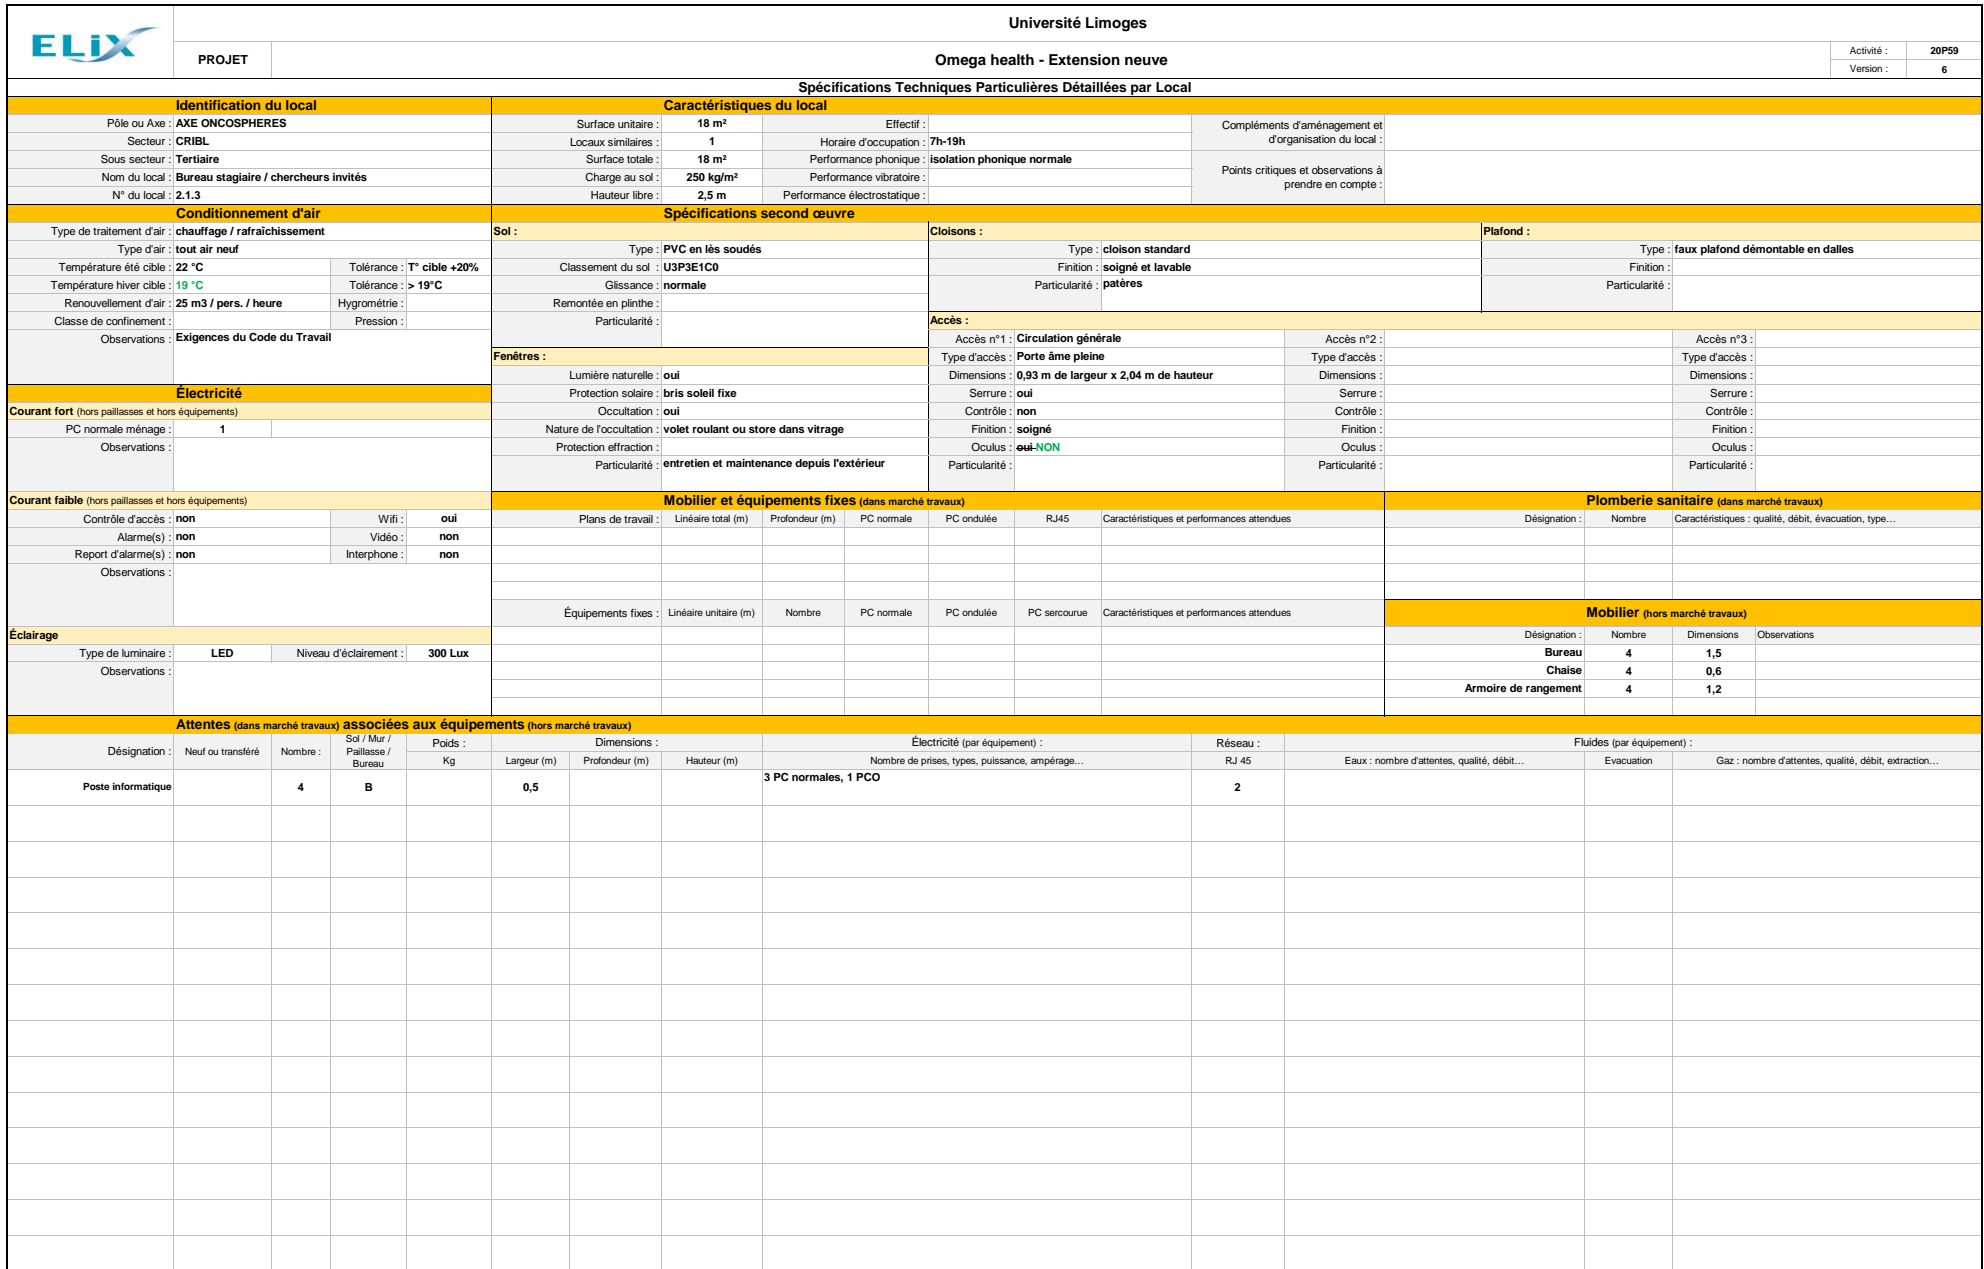 ELiX
Université Limoges
PROJET
Omega health - Extension neuve
Activité : 20P59
Version : 6
Spécifications Techniques Particulières Détaillées par Local
Identification du local
Pôle ou Axe : AXE ONCOSPHERES
Secteur : CRIBL
Sous secteur : Tertiaire
Nom du local : Bureau stagiaire / chercheurs invités
N° du local : 2.1.3
Caractéristiques du local
Surface unitaire : 18 m²
Locaux similaires : 1
Surface totale : 18 m²
Charge au sol : 250 kg/m²
Hauteur libre : 2,5 m
Effectif :
Horaire d'occupation : 7h-19h
Performance phonique : isolation phonique normale
Performance vibratoire :
Performance électrostatique :
Compléments d'aménagement et
d'organisation du local :
Points critiques et observations à
prendre en compte :
Conditionnement d'air
Type de traitement d'air : chauffage / rafraîchissement
Type d'air : tout air neuf
Température été cible : 22 °C Tolérance : T° cible +20%
Température hiver cible : 19 °C Tolérance : > 19°C
Renouvellement d'air : 25 m3 / pers. / heure Hygrométrie :
Classe de confinement : Pression :
Observations : Exigences du Code du Travail
Spécifications second œuvre
Sol :
Type : PVC en lès soudés
Classement du sol : U3P3E1C0
Glissance : normale
Remontée en plinthe :
Particularité :
Cloisons :
Type : cloison standard
Finition : soigné et lavable
Particularité : patères
Plafond :
Type : faux plafond démontable en dalles
Finition :
Particularité :
Fenêtres :
Lumière naturelle : oui
Protection solaire : bris soleil fixe
Occultation : oui
Nature de l'occultation : volet roulant ou store dans vitrage
Protection effraction :
Particularité : entretien et maintenance depuis l'extérieur
Accès :
Accès n°1 : Circulation générale
Type d'accès : Porte âme pleine
Dimensions : 0,93 m de largeur x 2,04 m de hauteur
Serrure : oui
Contrôle : non
Finition : soigné
Oculus : oui NON
Particularité :
Accès n°2 :
Type d'accès :
Dimensions :
Serrure :
Contrôle :
Finition :
Oculus :
Particularité :
Accès n°3 :
Type d'accès :
Dimensions :
Serrure :
Contrôle :
Finition :
Oculus :
Particularité :
Électricité
Courant fort (hors paillasses et hors équipements)
PC normale ménage : 1
Observations :
Courant faible (hors paillasses et hors équipements)
Contrôle d'accès : non Wifi : oui
Alarme(s) : non Vidéo : non
Report d'alarme(s) : non Interphone : non
Observations :
Éclairage
Type de luminaire : LED Niveau d'éclairement : 300 Lux
Observations :
Mobilier et équipements fixes (dans marché travaux)
Plans de travail : Linéaire total (m) Profondeur (m) PC normale PC ondulée RJ45 Caractéristiques et performances attendues
Équipements fixes : Linéaire unitaire (m) Nombre PC normale PC ondulée PC sercourue Caractéristiques et performances attendues
Plomberie sanitaire (dans marché travaux)
Désignation : Nombre Caractéristiques : qualité, débit, évacuation, type…
Mobilier (hors marché travaux)
Désignation : Nombre Dimensions Observations
Bureau 4 1,5
Chaise 4 0,6
Armoire de rangement 4 1,2
Attentes (dans marché travaux) associées aux équipements (hors marché travaux)
Désignation : Neuf ou transféré Nombre :
Sol / Mur /
Paillasse /
Bureau
Poids : Dimensions : Électricité (par équipement) : Réseau : Fluides (par équipement) :
Kg Largeur (m) Profondeur (m) Hauteur (m) Nombre de prises, types, puissance, ampérage… RJ 45 Eaux : nombre d'attentes, qualité, débit… Evacuation Gaz : nombre d'attentes, qualité, débit, extraction…
Poste informatique 4 B 0,5 3 PC normales, 1 PCO 2